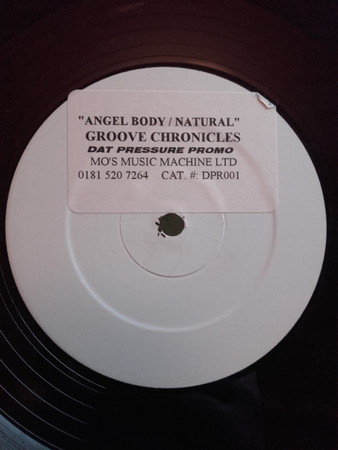 "ANGEL BODY / NATURAL"
GROOVE CHRONICLES
DAT PRESSURE PROMO
MO'S MUSIC MACHINE LTD
0181 520 7264 CAT. #: DPR001